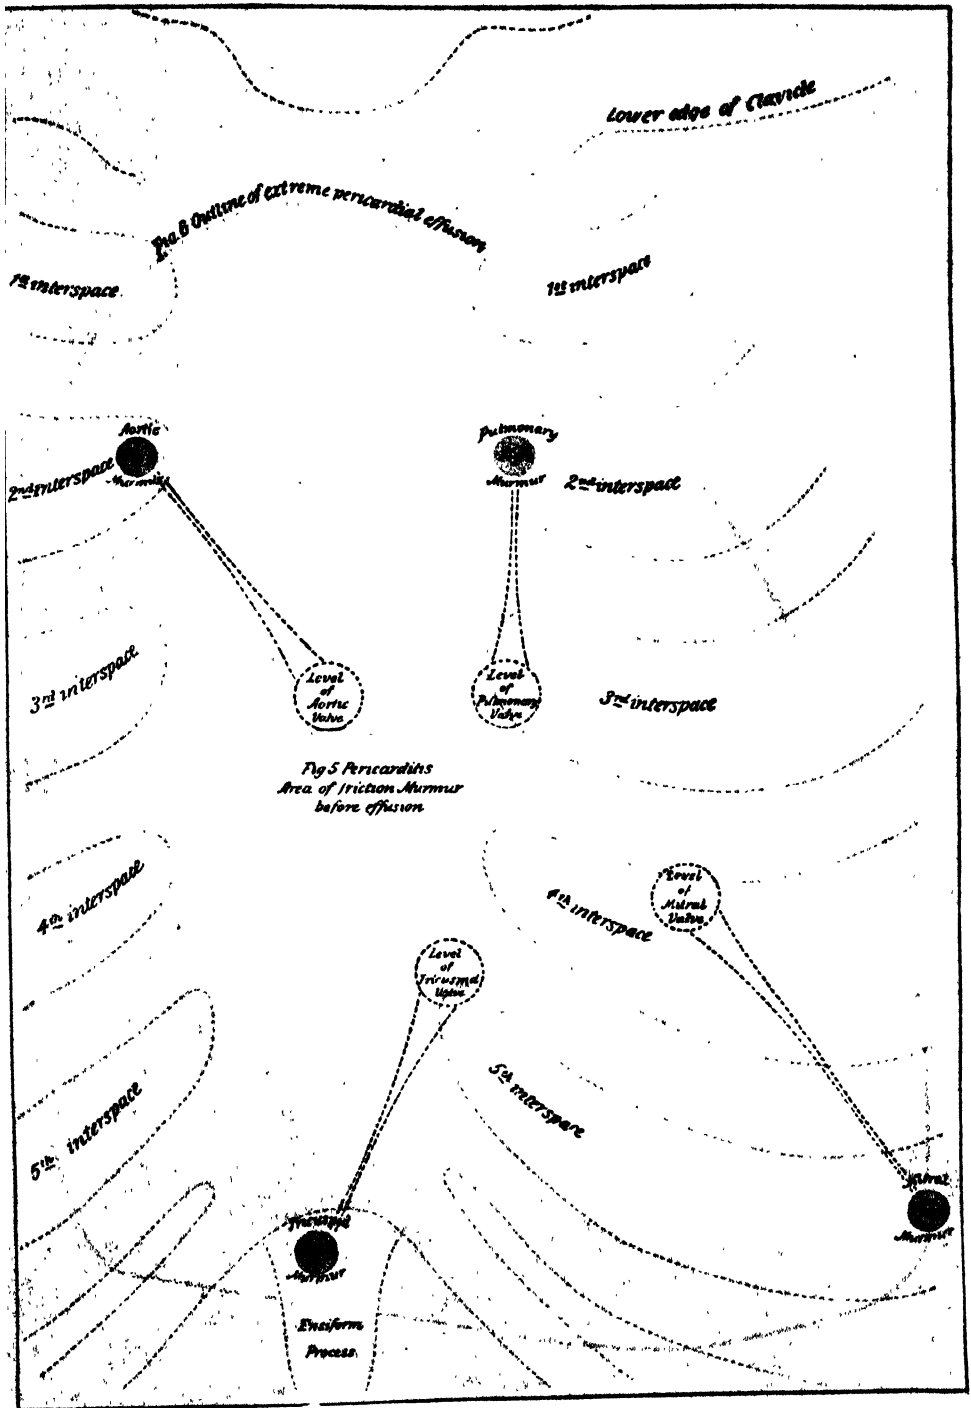 Lower edge of Clavicle
Fig. 6 Outline of extreme pericardial effusion
1st interspace
1st interspace
Aortic
Murmur
Pulmonary
Murmur
2nd interspace
2nd interspace
Level
of
Aortic
Valve
Level
of
Pulmonary
Valve
3rd interspace
3rd interspace
Fig 5 Pericarditis
Area of friction Murmur
before effusion
4th interspace
4th interspace
Level
of
Mitral
Valve
Level
of
Tricuspid
Valve
5th interspace
5th interspace
Mitral
Murmur
Tricuspid
Murmur
Ensiform
Process